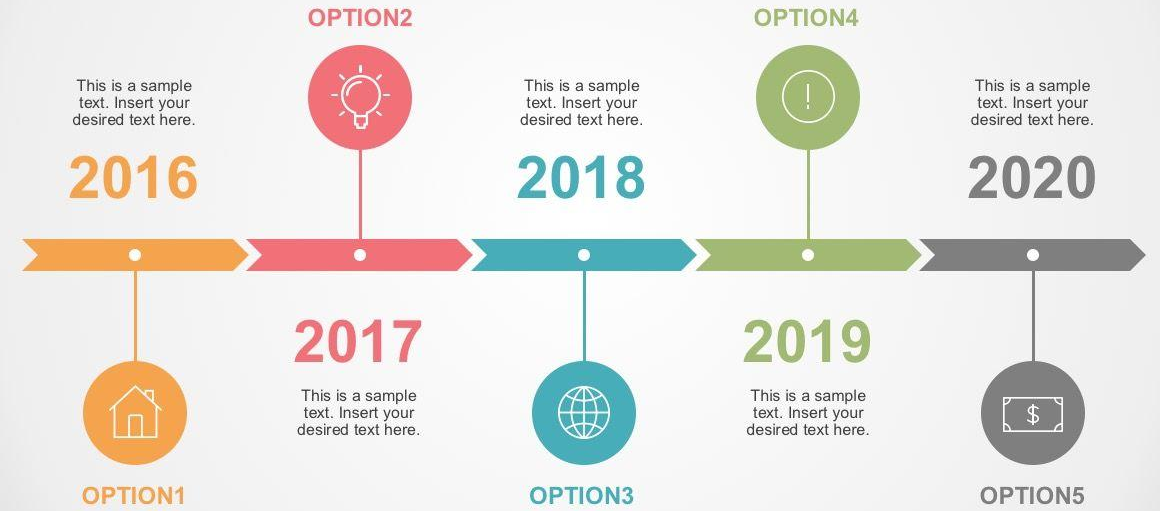 OPTION2
OPTION4
This is a sample
text. Insert your
desired text here.
2016
This is a sample
text. Insert your
desired text here.
2018
This is a sample
text. Insert your
desired text here.
2020
!
2017
This is a sample
text. Insert your
desired text here.
2019
This is a sample
text. Insert your
desired text here.
$
OPTION1
OPTION3
OPTION5